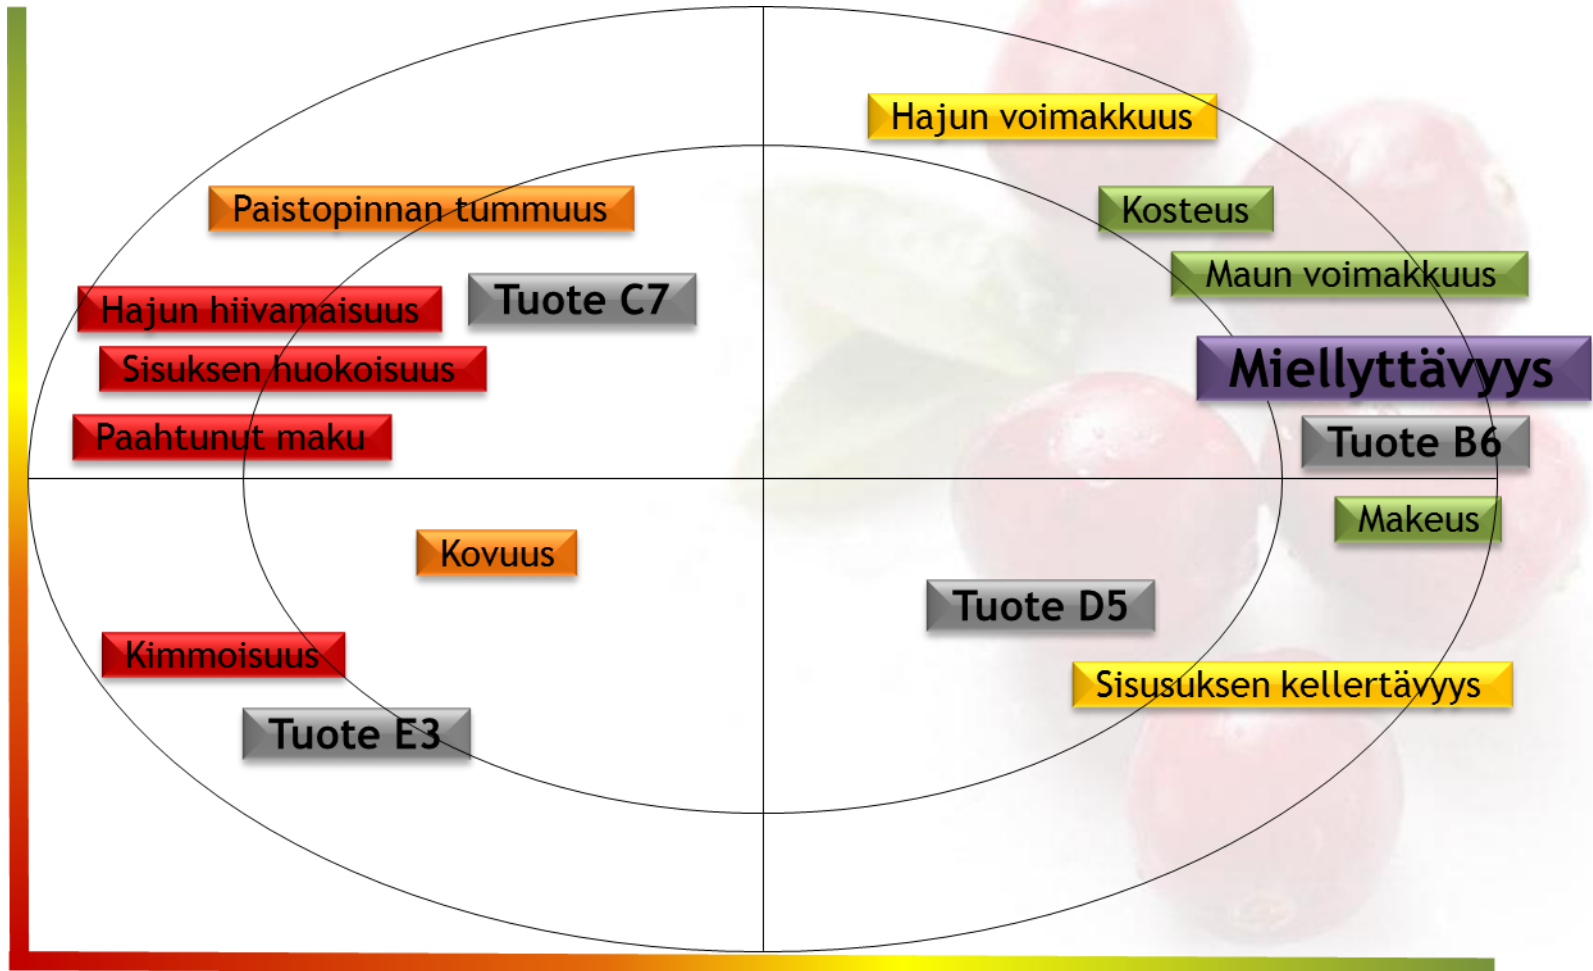 Hajun voimakkuus
Paistopinnan tummuus
Kosteus
Maun voimakkuus
Hajun hiivamaisuus
Tuote C7
Sisuksen huokoisuus
Miellyttävyys
Paahtunut maku
Tuote B6
Makeus
Kovuus
Tuote D5
Kimmoisuus
Sisusuksen kellertävyys
Tuote E3